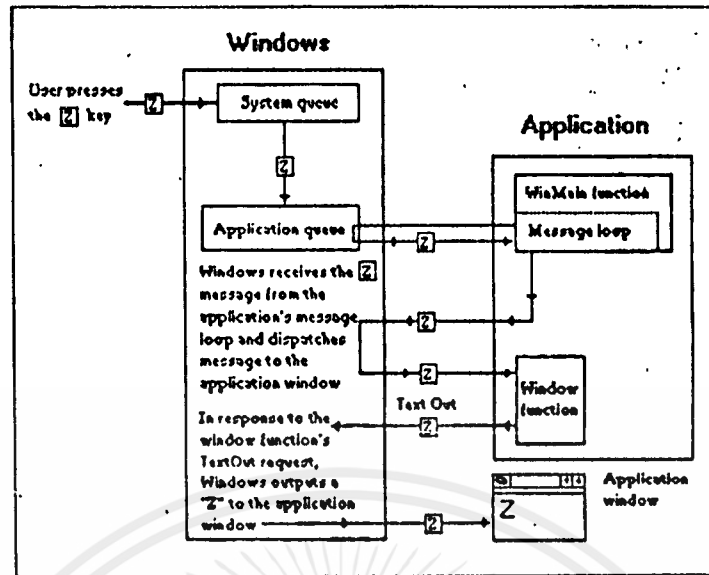 Windows
User presses
the Z key
Z
System queue
Z
Application
WinMain function
Message loop
Application queue
Z
Windows receives the Z
message from the
application's message
loop and dispatches
message to the
application window
Z
Z
Window
function
Text Out
Z
In response to the
window function's
TextOut request,
Windows outputs a
"Z" to the application
window
Z
Z
Application
window